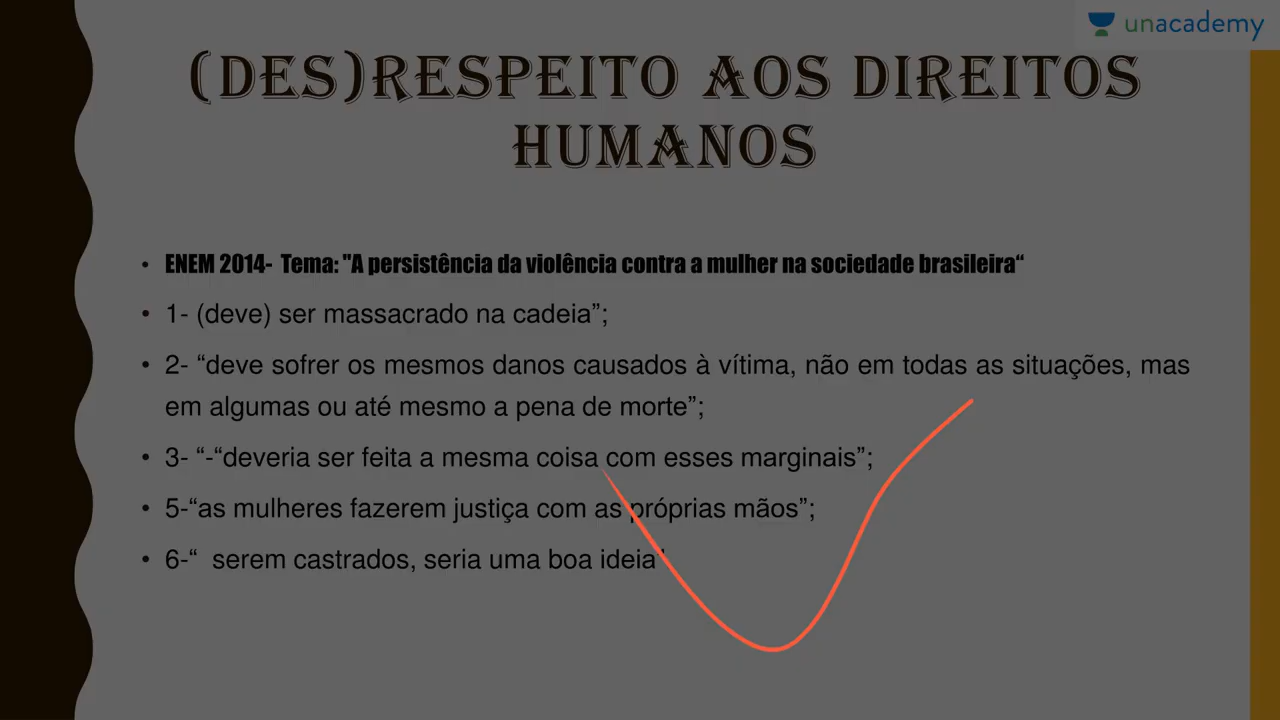 unacademy
(DES)RESPEITO AOS DIREITOS
HUMANOS
• ENEM 2014- Tema: "A persistência da violência contra a mulher na sociedade brasileira“
• 1- (deve) ser massacrado na cadeia”;
• 2- “deve sofrer os mesmos danos causados à vítima, não em todas as situações, mas
em algumas ou até mesmo a pena de morte”;
• 3- “-“deveria ser feita a mesma coisa com esses marginais”;
• 5-“as mulheres fazerem justiça com as próprias mãos”;
• 6-“ serem castrados, seria uma boa ideia”